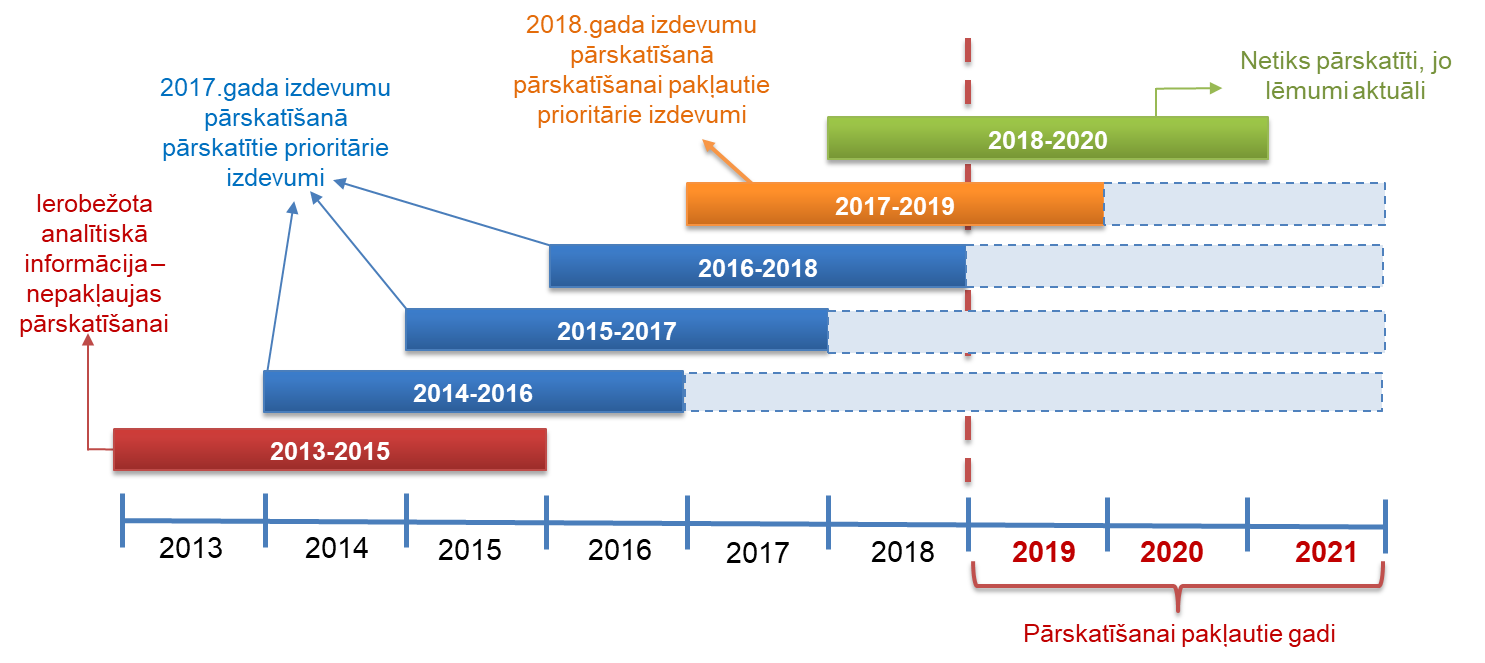 2018.gada izdevumu
pārskatīšanā
pārskatīšanai pakļautie
prioritārie izdevumi
Netiks pārskatīti, jo
lēmumi aktuāli
2017.gada izdevumu
pārskatīšanā
pārskatītie prioritārie
izdevumi
Ierobežota
analītiskā
informācija –
nepakļaujas
pārskatīšanai
2018-2020
2017-2019
2016-2018
2015-2017
2014-2016
2013-2015
2013 2014 2015 2016 2017 2018 2019 2020 2021
Pārskatīšanai pakļautie gadi